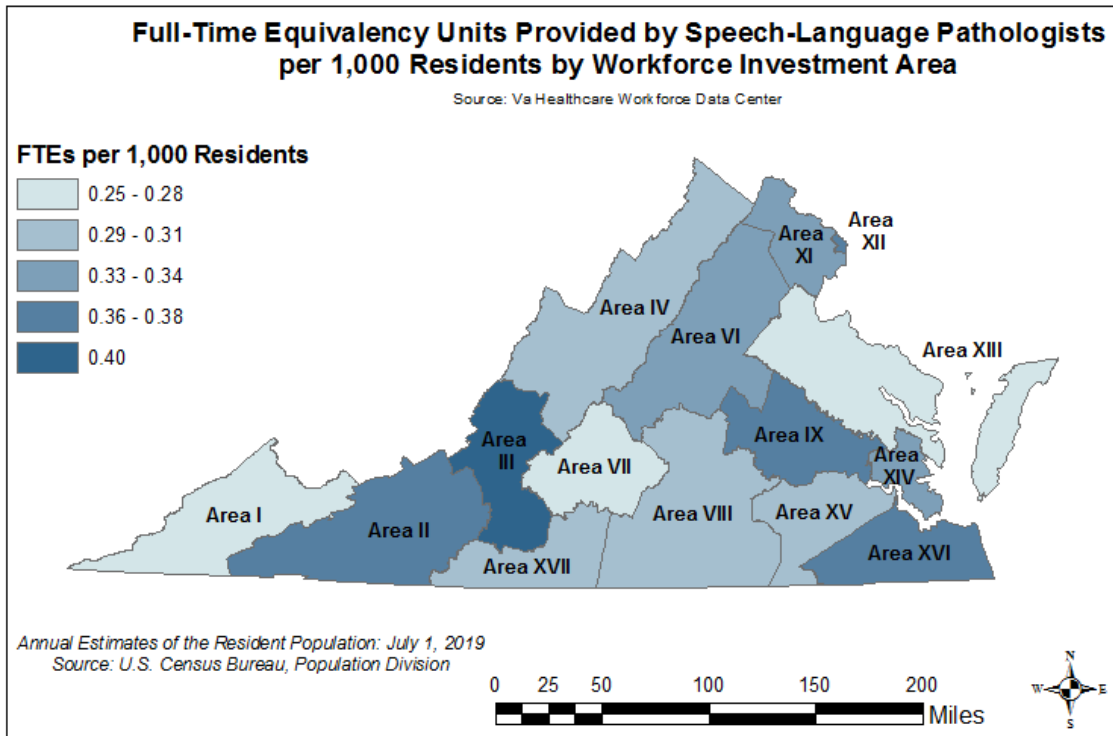 Full-Time Equivalency Units Provided by Speech-Language Pathologists
per 1,000 Residents by Workforce Investment Area
Source: Va Healthcare Workforce Data Center
FTEs per 1,000 Residents
0.25 - 0.28
0.29 - 0.31
0.33 - 0.34
0.36 - 0.38
0.40
Area
XII
Area
XI
Area IV
Area VI
Area XIII
Area
III
Area IX
Area VII
Area
XIV
Area I
Area II
Area VIII
Area XV
Area XVII
Area XVI
Annual Estimates of the Resident Population: July 1, 2019
Source: U.S. Census Bureau, Population Division
0 25 50 100 150 200
Miles
N
W E
S